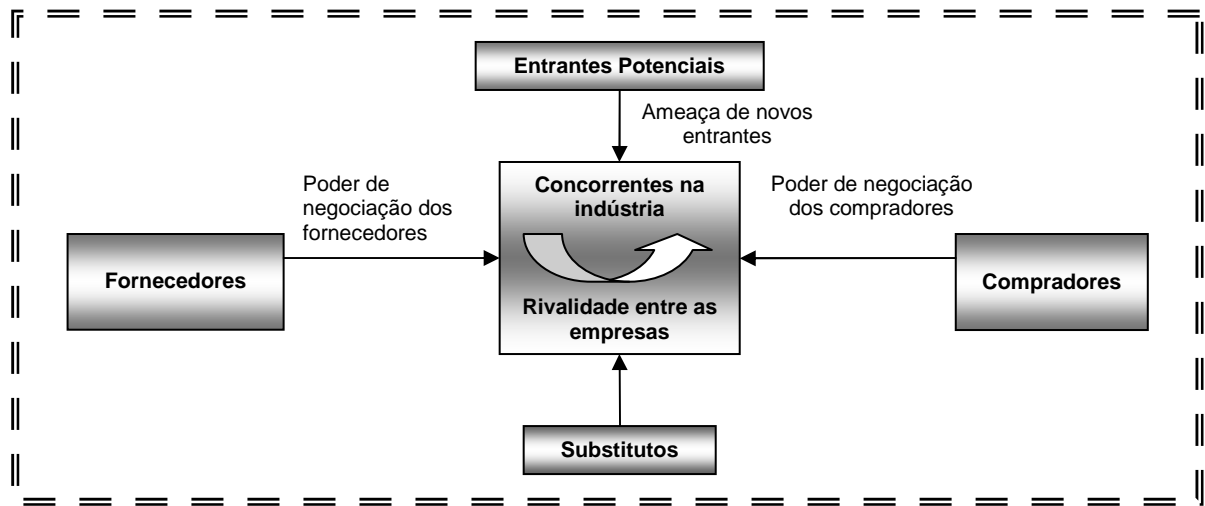 Entrantes Potenciais
Ameaça de novos
entrantes
Poder de
negociação dos
fornecedores
Concorrentes na
indústria
Poder de negociação
dos compradores
Fornecedores
Rivalidade entre as
empresas
Compradores
Substitutos